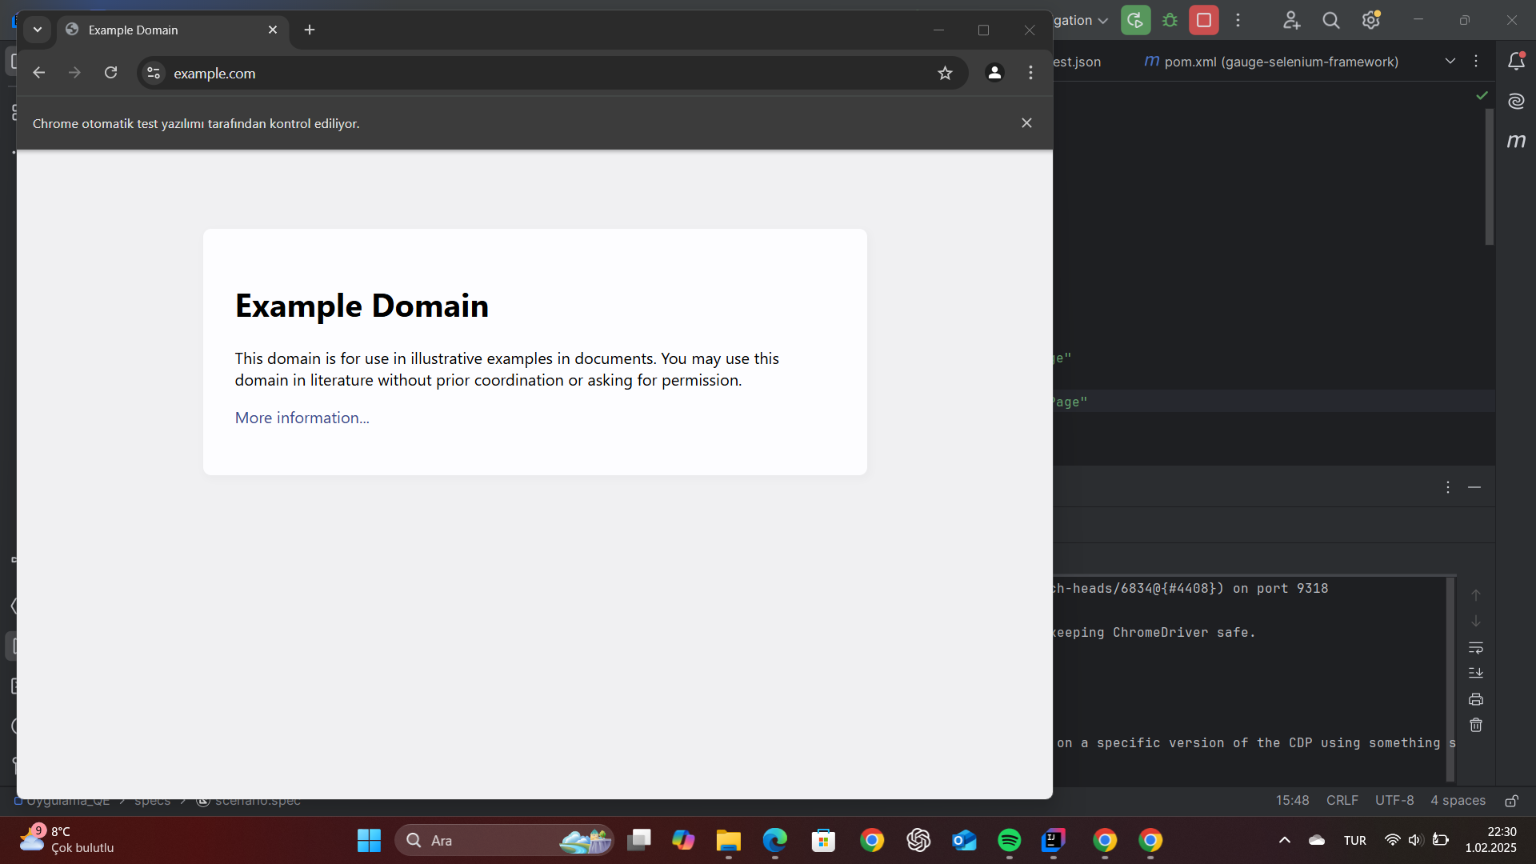 Example Domain
gation
example.com
est.json
pom.xml (gauge-selenium-framework)
Chrome otomatik test yazılımı tarafından kontrol ediliyor.
m
Example Domain
This domain is for use in illustrative examples in documents. You may use this
domain in literature without prior coordination or asking for permission.
More information...
e"
age"
ch-heads/6834@{#4408}) on port 9318
keeping ChromeDriver safe.
on a specific version of the CDP using something s
Uygulama_QE > specs > scenario.spec
15:48 CRLF UTF-8 4 spaces
9
8°C
Çok bulutlu
Ara
TUR
22:30
1.02.2025